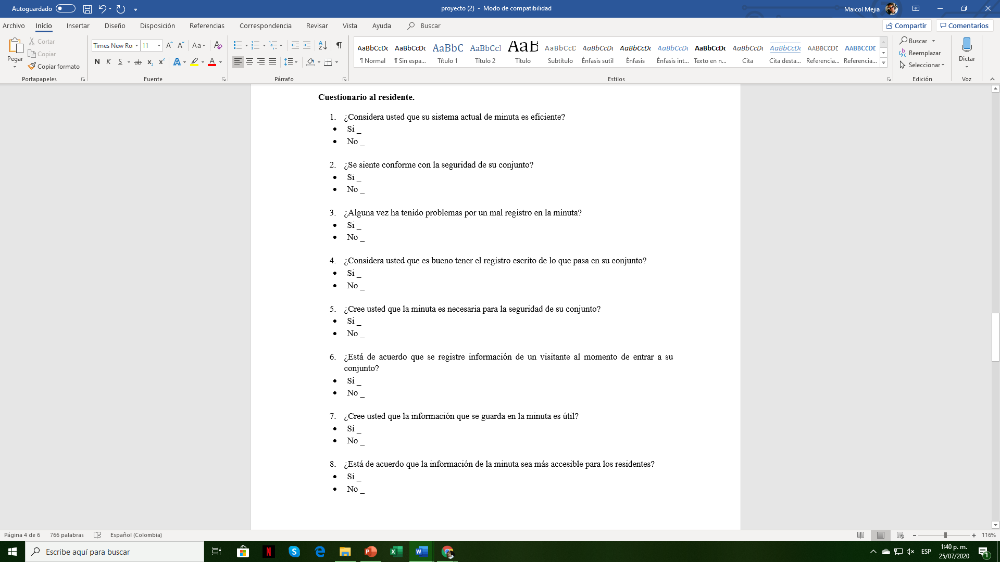 Autoguardado
proyecto (2) - Modo de compatibilidad
Maicol Mejia
Archivo Inicio Insertar Diseño Disposición Referencias Correspondencia Revisar Vista Ayuda Buscar
Compartir Comentarios
Pegar
Cortar
Copiar
Copiar formato
Portapapeles
Times New Ro 11
A A Aa A
N K S ab x₂ x² A A
Fuente
Párrafo
AaBbCcDc AaBbCcDc AaBbC AaBbCcI AaB AaBbCcD AaBbCcDc AaBbCcDc AaBbCcDc AaBbCcDc AaBbCcDc AaBbCcDc AABBCCDE AABBCCDE
¶ Normal ¶ Sin espa... Título 1 Título 2 Título Subtítulo Énfasis sutil Énfasis Énfasis int... Texto en n... Cita Cita desta... Referencia... Referencia...
Estilos
Buscar
Reemplazar
Seleccionar
Edición
Dictar
Voz
Cuestionario al residente.
1. ¿Considera usted que su sistema actual de minuta es eficiente?
• Si _
• No _
2. ¿Se siente conforme con la seguridad de su conjunto?
• Si _
• No _
3. ¿Alguna vez ha tenido problemas por un mal registro en la minuta?
• Si _
• No _
4. ¿Considera usted que es bueno tener el registro escrito de lo que pasa en su conjunto?
• Si _
• No _
5. ¿Cree usted que la minuta es necesaria para la seguridad de su conjunto?
• Si _
• No _
6. ¿Está de acuerdo que se registre información de un visitante al momento de entrar a su
conjunto?
• Si _
• No _
7. ¿Cree usted que la información que se guarda en la minuta es útil?
• Si _
• No _
8. ¿Está de acuerdo que la información de la minuta sea más accesible para los residentes?
• Si _
• No _
Página 4 de 6 766 palabras Español (Colombia)
116%
Escribe aquí para buscar
ESP
1:40 p. m.
25/07/2020
1